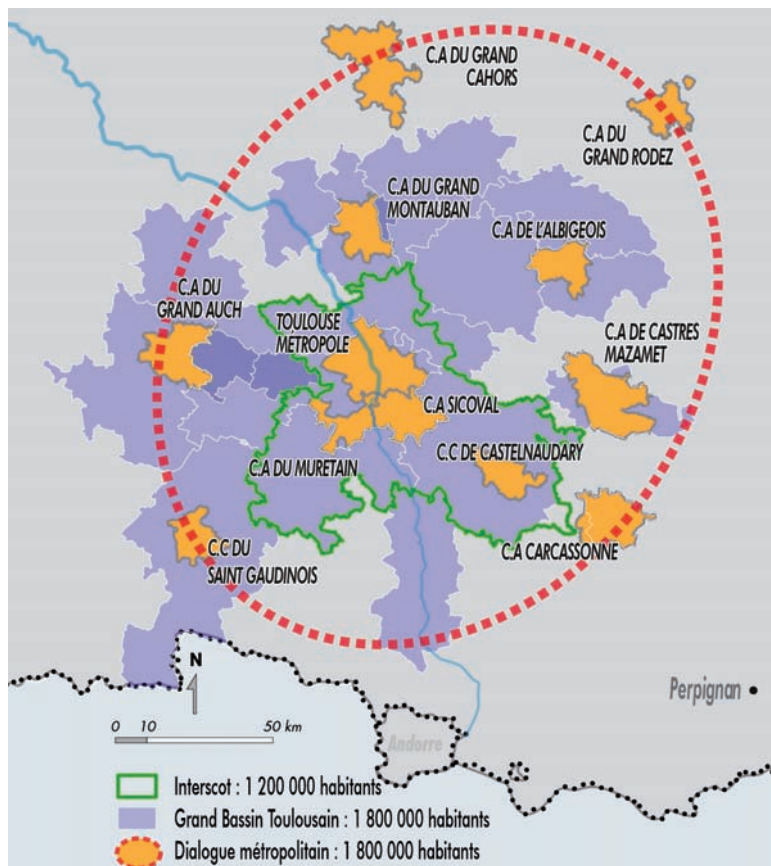 C.A DU GRAND
CAHORS
C.A DU
GRAND RODEZ
C.A DU GRAND
MONTAUBAN
C.A DE L'ALBIGEOIS
C.A DU
GRAND AUCH
TOULOUSE
MÉTROPOLE
C.A DE CASTRES
MAZAMET
C.A SICOVAL
C.C DE CASTELNAUDARY
C.A DU MURETAIN
C.A CARCASSONNE
C.C DU
SAINT GAUDINOIS
N
Perpignan
0 10 50 km
Andorre
Interscot : 1 200 000 habitants
Grand Bassin Toulousain : 1 800 000 habitants
Dialogue métropolitain : 1 800 000 habitants